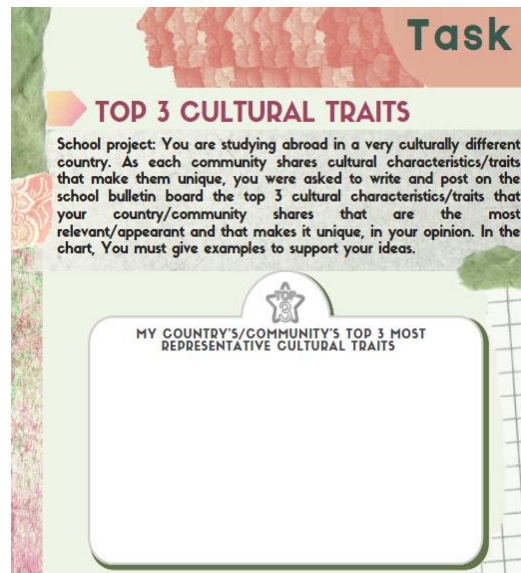 Task
TOP 3 CULTURAL TRAITS
School project: You are studying abroad in a very culturally different
country. As each community shares cultural characteristics/traits
that make them unique, you were asked to write and post on the
school bulletin board the top 3 cultural characteristics/traits that
your country/community shares that are the most
relevant/appearant and that makes it unique, in your opinion. In the
chart, You must give examples to support your ideas.
TOP
3
MY COUNTRY'S/COMMUNITY'S TOP 3 MOST
REPRESENTATIVE CULTURAL TRAITS